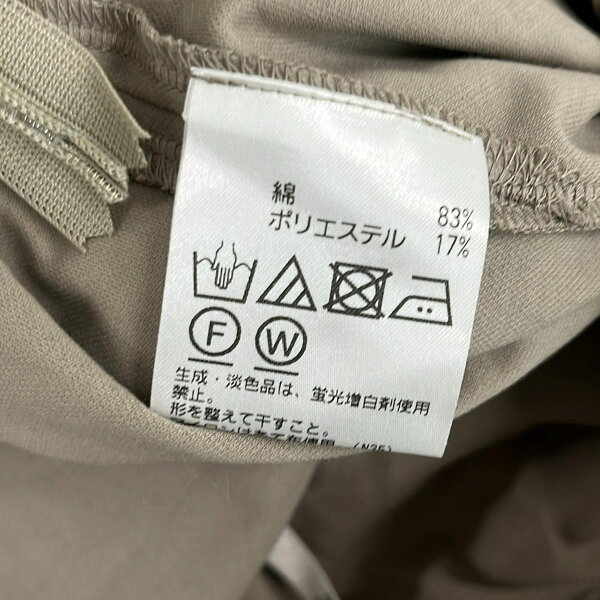 綿 83%
ポリエステル 17%
F W
生成・淡色品は、蛍光増白剤使用
禁止。
形を整えて干すこと。